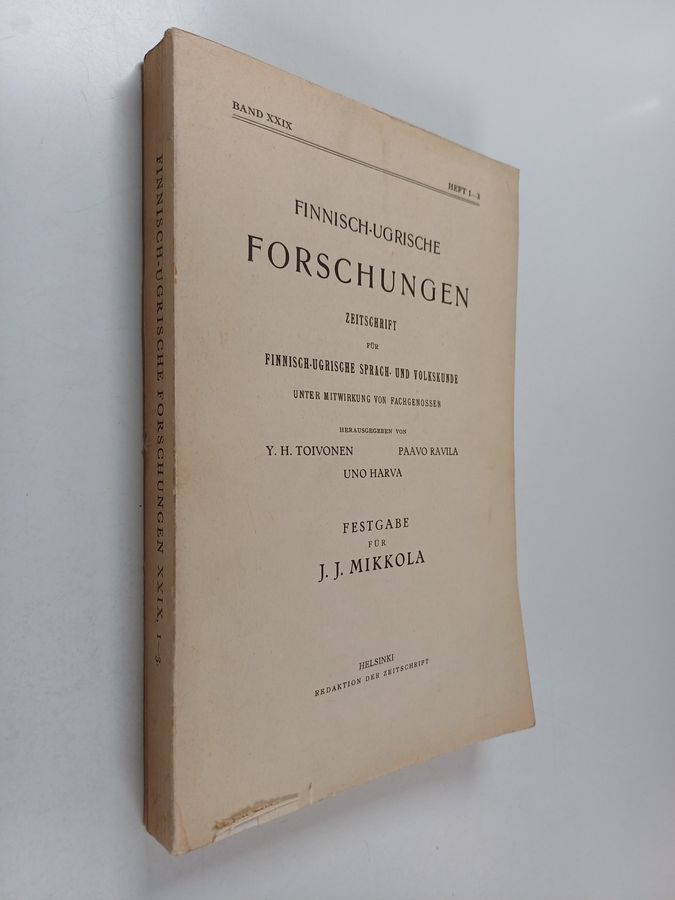 BAND XXIX
HEFT 1—3
FINNISCH-UGRISCHE
FORSCHUNGEN
ZEITSCHRIFT
FÜR
FINNISCH-UGRISCHE SPRACH- UND VOLKSKUNDE
UNTER MITWIRKUNG VON FACHGENOSSEN
HERAUSGEGEBEN VON
Y. H. TOIVONEN PAAVO RAVILA
UNO HARVA
FESTGABE
FÜR
J. J. MIKKOLA
HELSINKI
REDAKTION DER ZEITSCHRIFT
FINNISCH-UGRISCHE FORSCHUNGEN XXIX, 1—3.